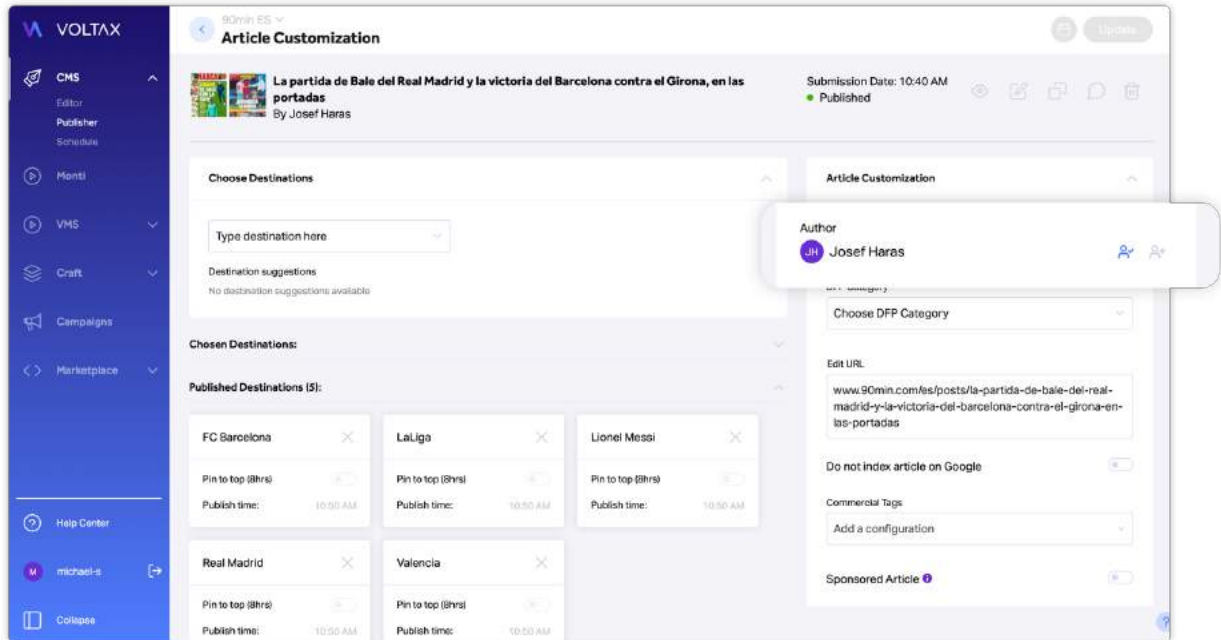 VOLTΛX
CMS
Editor
Publisher
Schedule
Monti
VMS
Craft
Campaigns
Marketplace
Help Center
M
michael-s
Collapse
90min ES
Article Customization
Update
La partida de Bale del Real Madrid y la victoria del Barcelona contra el Girona, en las
portadas
By Josef Haras
Submission Date: 10:40 AM
Published
Choose Destinations
Type destination here
Destination suggestions
No destination suggestions available
Chosen Destinations:
Published Destinations (5):
FC Barcelona
Pin to top (8hrs)
Publish time: 10:50 AM
LaLiga
Pin to top (8hrs)
Publish time: 10:50 AM
Lionel Messi
Pin to top (8hrs)
Publish time: 10:50 AM
Real Madrid
Pin to top (8hrs)
Publish time: 10:50 AM
Valencia
Pin to top (8hrs)
Publish time: 10:50 AM
Article Customization
Author
JH Josef Haras
DFP Category
Choose DFP Category
Edit URL
www.90min.com/es/posts/la-partida-de-bale-del-real-
madrid-y-la-victoria-del-barcelona-contra-el-girona-en-
las-portadas
Do not index article on Google
Commercial Tags
Add a configuration
Sponsored Article
?